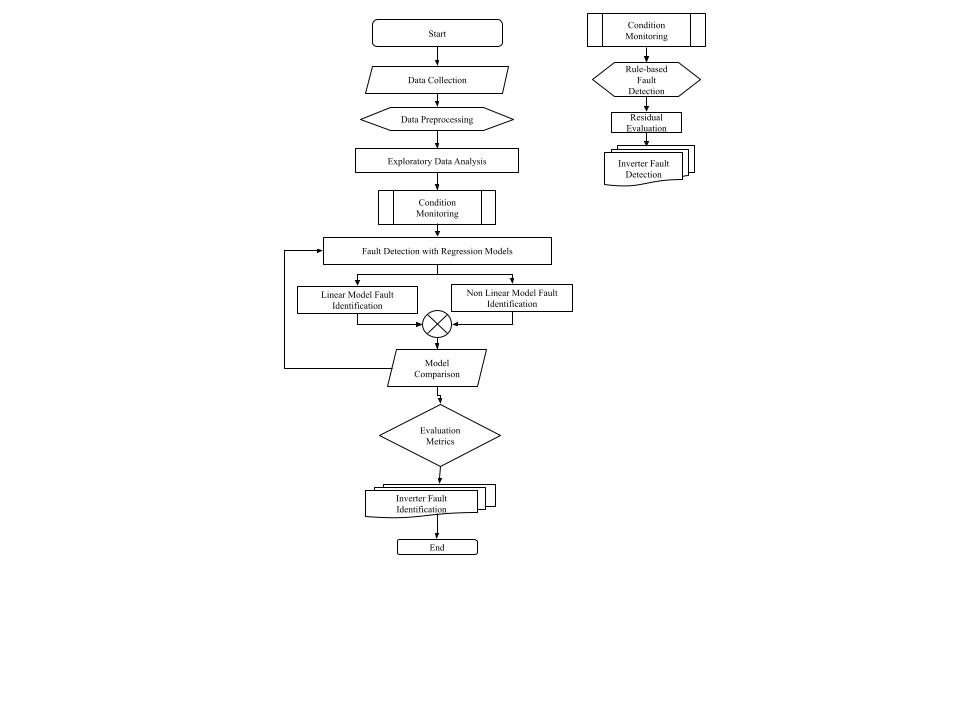 Start
Data Collection
Data Preprocessing
Exploratory Data Analysis
Condition
Monitoring
Fault Detection with Regression Models
Linear Model Fault
Identification
Non Linear Model Fault
Identification
Model
Comparison
Evaluation
Metrics
Inverter Fault
Identification
End
Condition
Monitoring
Rule-based
Fault
Detection
Residual
Evaluation
Inverter Fault
Detection